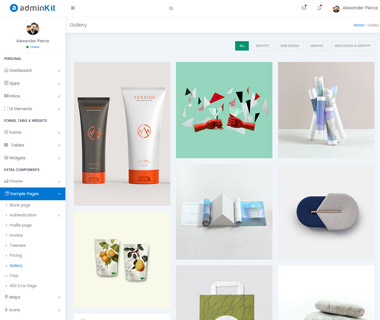 adminKit
Alexander Pierce
Alexander Pierce
Online
Gallery
Home › Gallery
PERSONAL
Dashboard
Apps
Inbox
UI Elements
FORMS, TABLE & WIDGETS
Forms
Tables
Widgets
EXTRA COMPONENTS
Charts
Sample Pages
Blank page
Authentication
Profile page
Invoice
Treeview
Pricing
Gallery
FAQs
404 Error Page
Maps
Icons
ALL
IDENTITY
WEB DESIGN
GRAPHIC
WEB DESIGN & IDENTITY